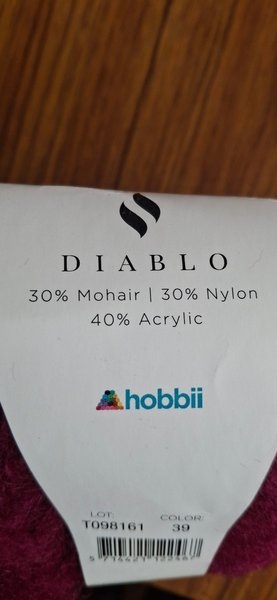 DIABLO
30% Mohair | 30% Nylon
40% Acrylic
hobbii
LOT: COLOR:
T098161 39